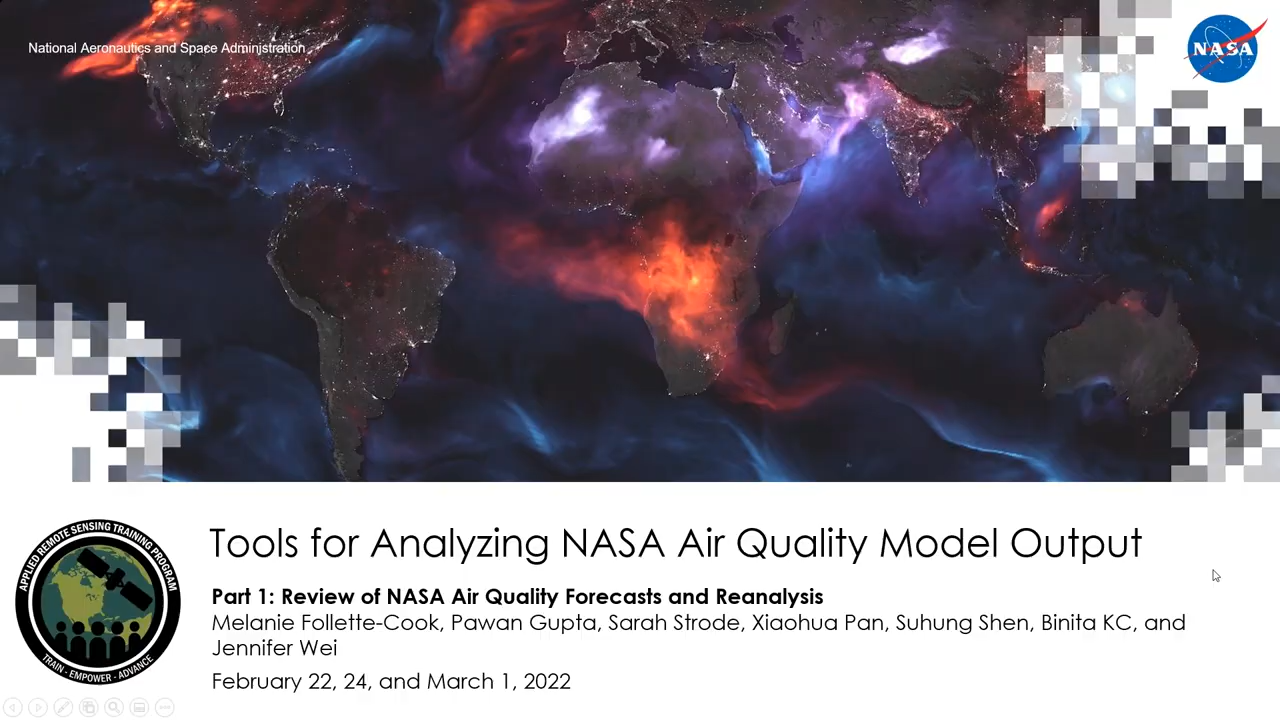 National Aeronautics and Space Administration
NASA
Tools for Analyzing NASA Air Quality Model Output
APPLIED REMOTE SENSING TRAINING PROGRAM
TRAIN - EMPOWER - ADVANCE
Part 1: Review of NASA Air Quality Forecasts and Reanalysis
Melanie Follette-Cook, Pawan Gupta, Sarah Strode, Xiaohua Pan, Suhung Shen, Binita KC, and
Jennifer Wei
February 22, 24, and March 1, 2022